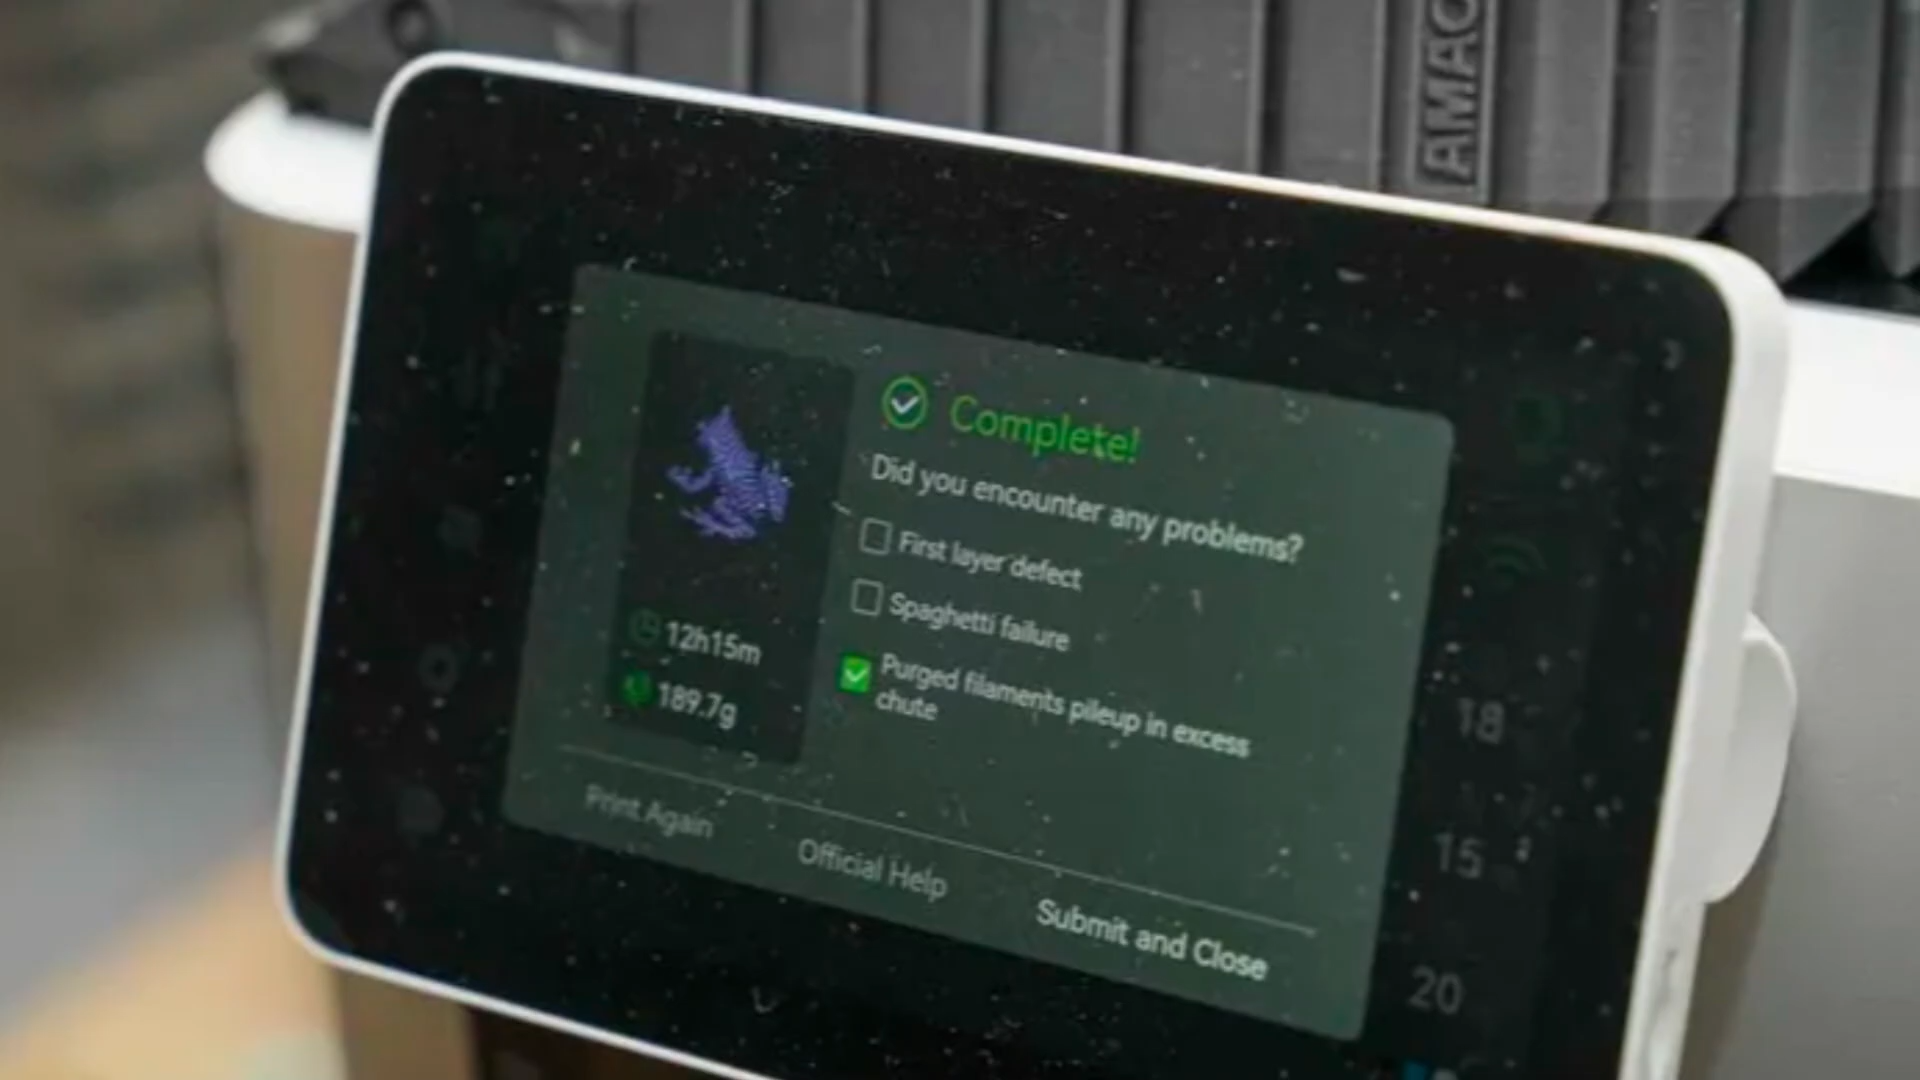 AMAC
Complete!
Did you encounter any problems?
First layer defect
Spaghetti failure
Purged filaments pileup in excess
chute
12h15m
189.7g
Print Again
Official Help
Submit and Close
18
15
20